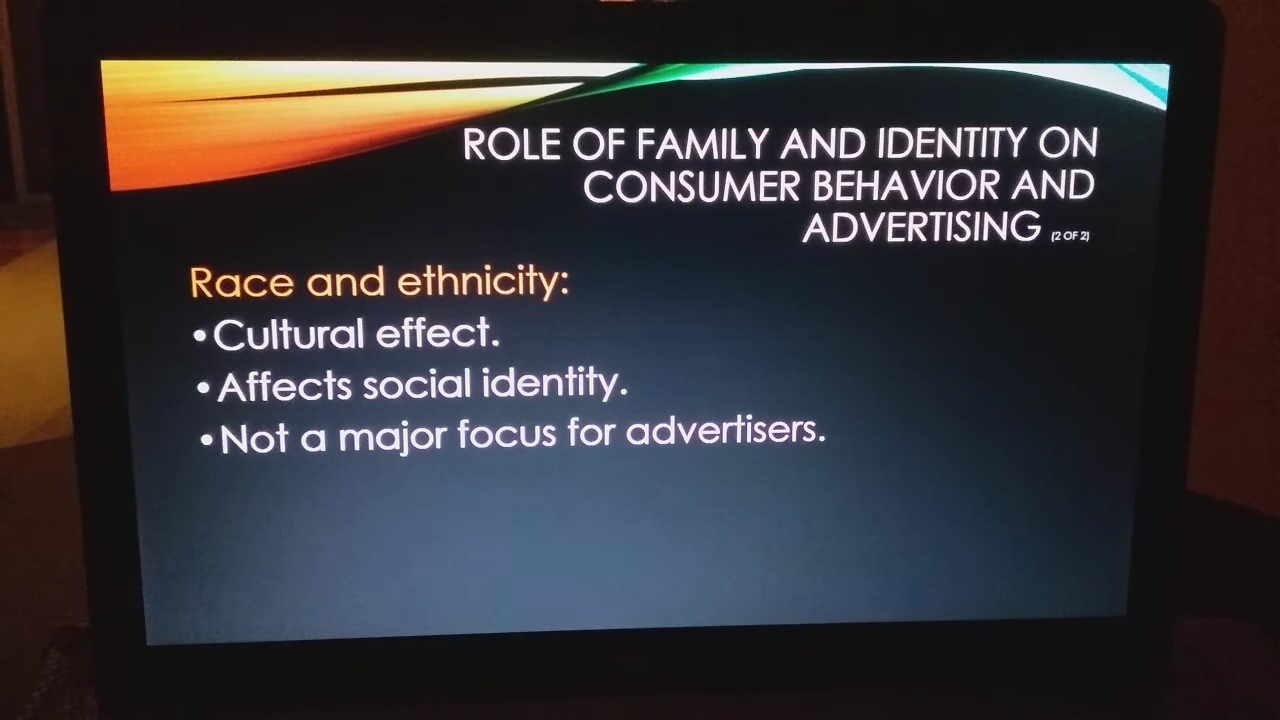 ROLE OF FAMILY AND IDENTITY ON
CONSUMER BEHAVIOR AND
ADVERTISING (2 OF 2)
Race and ethnicity:
•Cultural effect.
•Affects social identity.
•Not a major focus for advertisers.